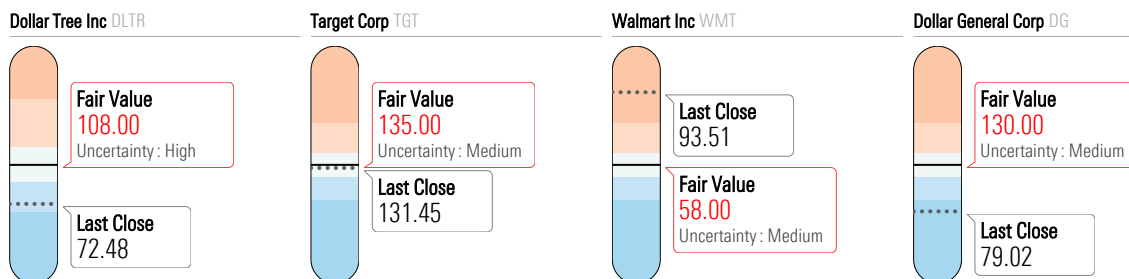 Dollar Tree Inc DLTR
Fair Value
108.00
Uncertainty : High
Last Close
72.48
Target Corp TGT
Fair Value
135.00
Uncertainty : Medium
Last Close
131.45
Walmart Inc WMT
Last Close
93.51
Fair Value
58.00
Uncertainty : Medium
Dollar General Corp DG
Fair Value
130.00
Uncertainty : Medium
Last Close
79.02